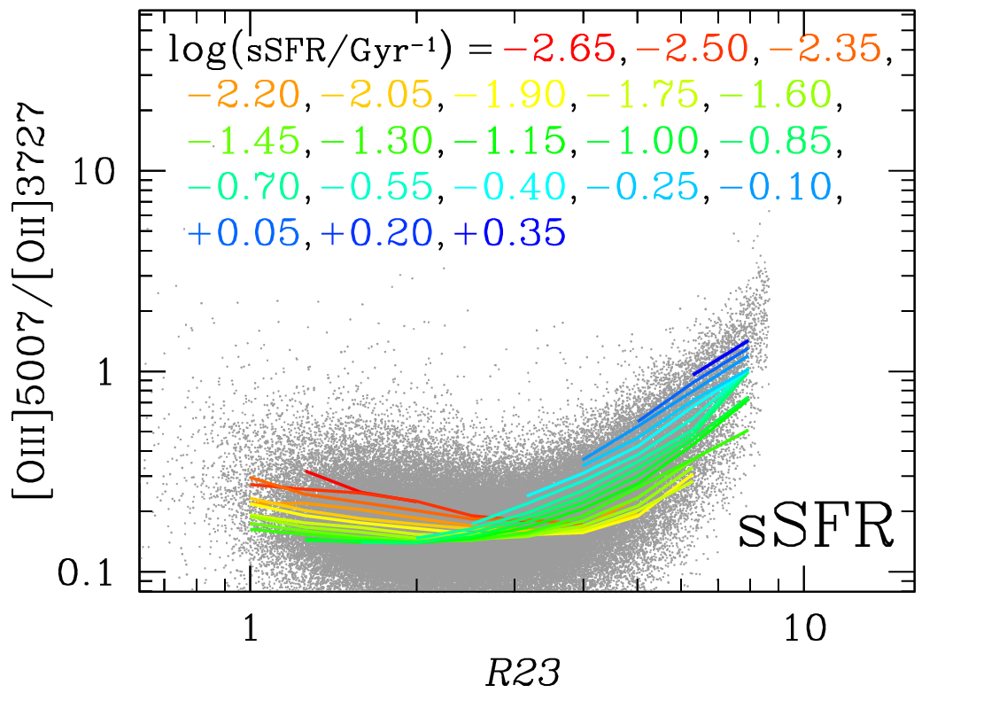 log(sSFR/Gyr⁻¹) = −2.65, −2.50, −2.35,
−2.20, −2.05, −1.90, −1.75, −1.60,
−1.45, −1.30, −1.15, −1.00, −0.85,
−0.70, −0.55, −0.40, −0.25, −0.10,
+0.05, +0.20, +0.35
[OIII]5007/[OII]3727
10
1
0.1
sSFR
1
10
R23